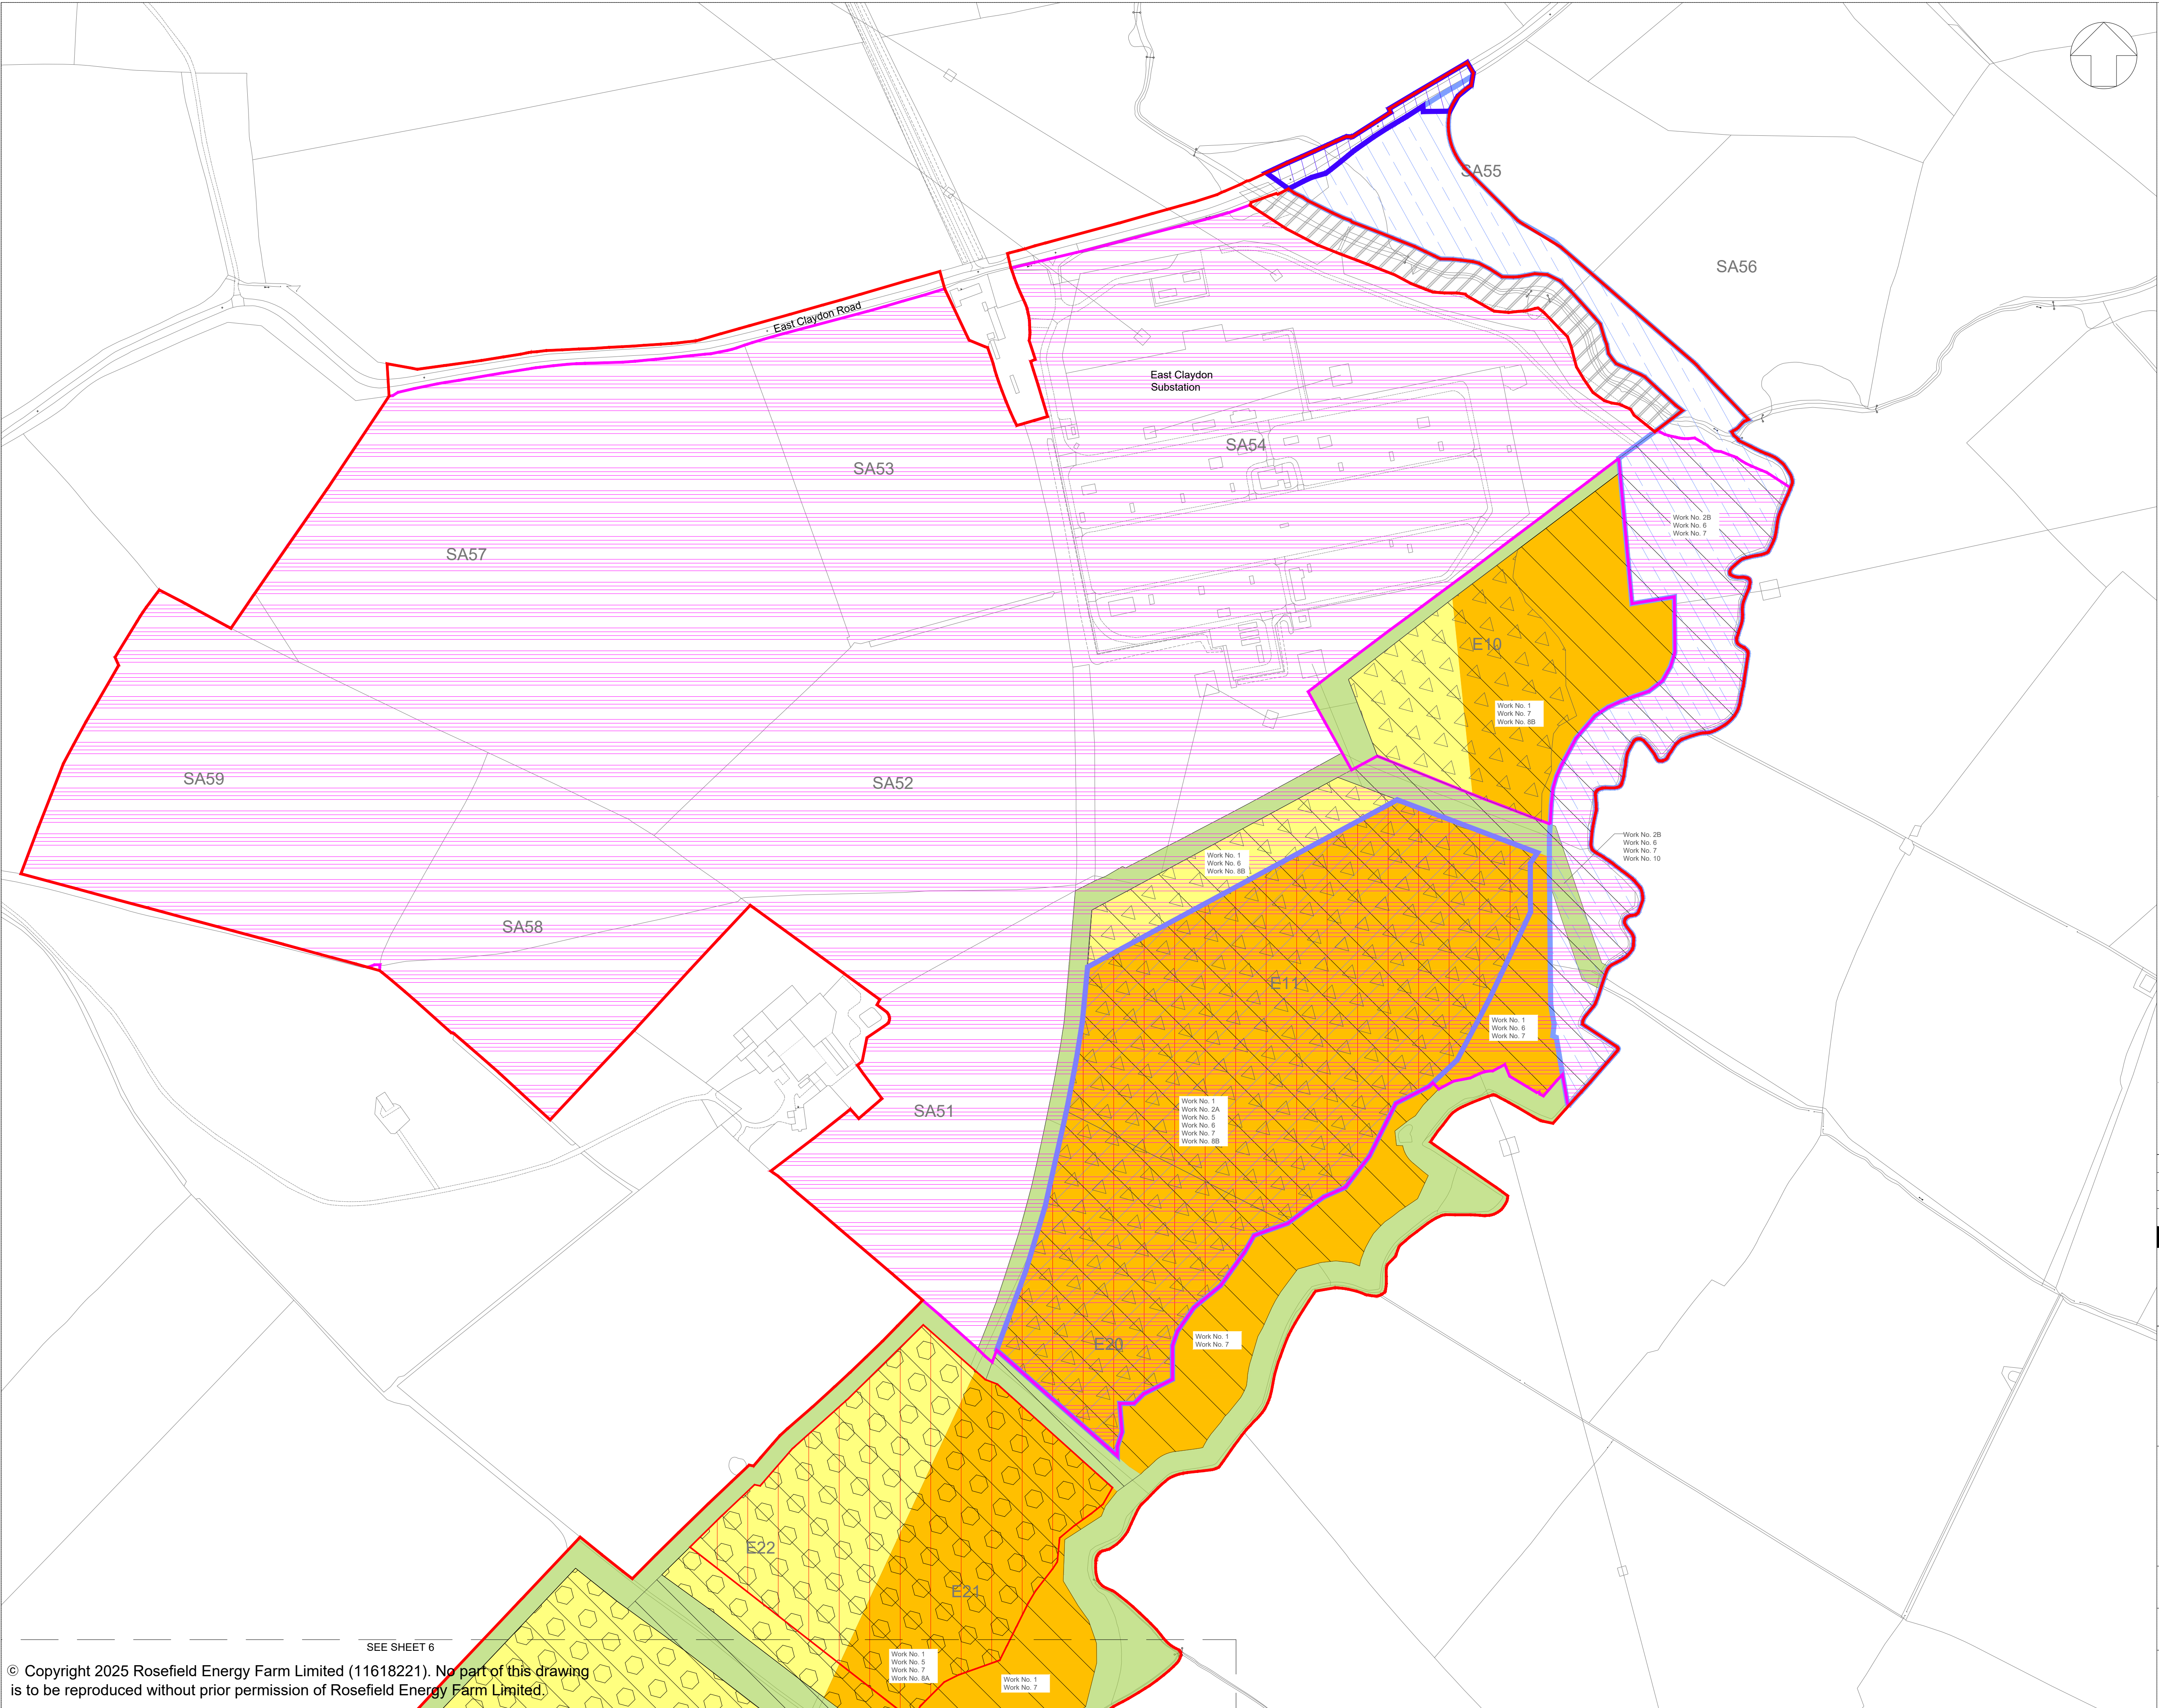 SA55
SA56
East Claydon Road
East Claydon
Substation
SA54
SA53
Work No. 2B
Work No. 6
Work No. 7
SA57
E10
Work No. 1
Work No. 7
Work No. 8B
SA59
SA52
Work No. 2B
Work No. 6
Work No. 7
Work No. 10
Work No. 1
Work No. 6
Work No. 8B
SA58
E11
Work No. 1
Work No. 6
Work No. 7
SA51
Work No. 1
Work No. 2A
Work No. 5
Work No. 6
Work No. 7
Work No. 8B
E20
Work No. 1
Work No. 7
E22
E21
SEE SHEET 6
Work No. 1
Work No. 5
Work No. 7
Work No. 8A
Work No. 1
Work No. 7
© Copyright 2025 Rosefield Energy Farm Limited (11618221). No part of this drawing
is to be reproduced without prior permission of Rosefield Energy Farm Limited.